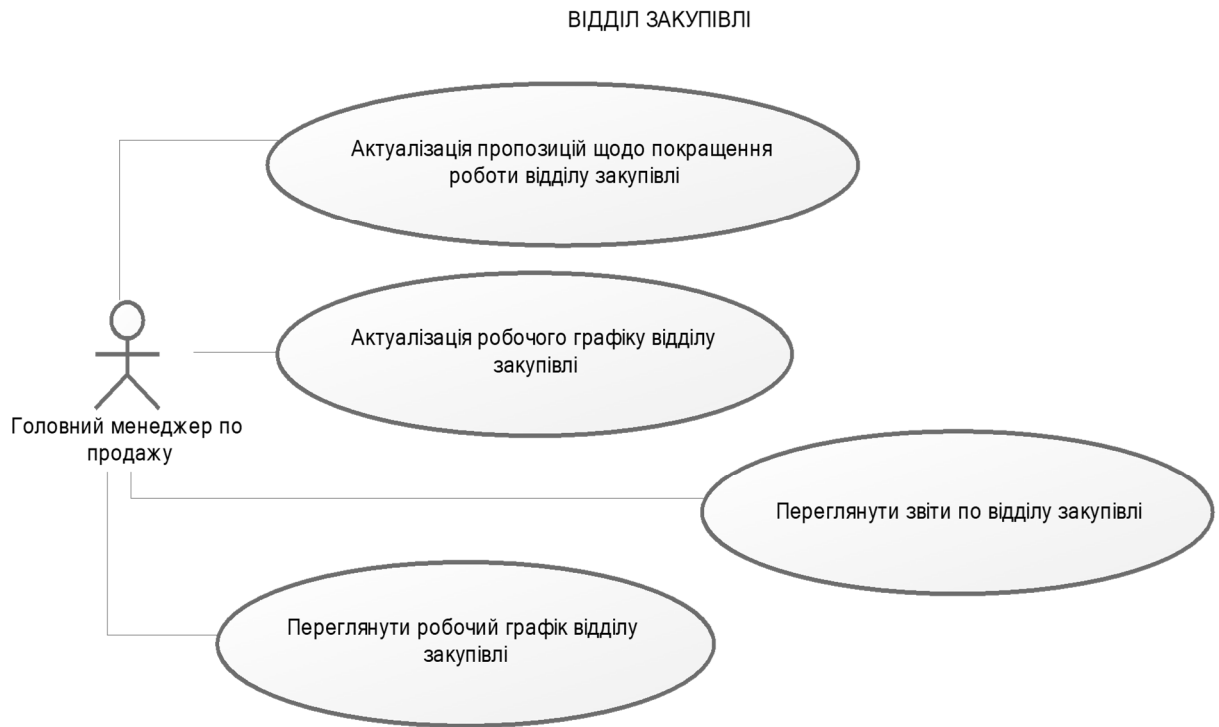 ВІДДІЛ ЗАКУПІВЛІ
Актуалізація пропозицій щодо покращення
роботи відділу закупівлі
Актуалізація робочого графіку відділу
закупівлі
Головний менеджер по
продажу
Переглянути звіти по відділу закупівлі
Переглянути робочий графік відділу
закупівлі